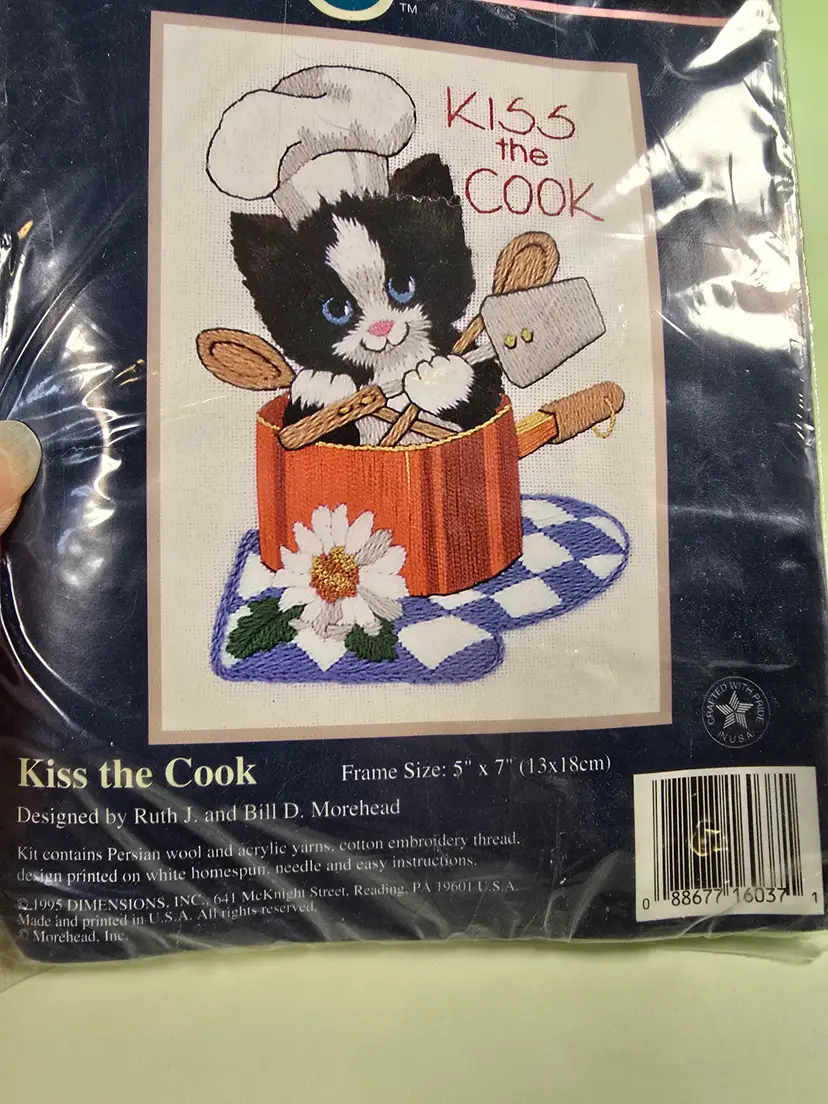 TM
KISS
the
COOK
CRAFTED WITH PRIDE
IN U.S.A.
Kiss the Cook
Frame Size: 5" x 7" (13x18cm)
Designed by Ruth J. and Bill D. Morehead
Kit contains Persian wool and acrylic yarns, cotton embroidery thread,
design printed on white homespun, needle and easy instructions.
© 1995 DIMENSIONS, INC., 641 McKnight Street, Reading, PA 19601 U.S.A.
Made and printed in U.S.A. All rights reserved.
© Morehead, Inc.
0 88677 16037 1